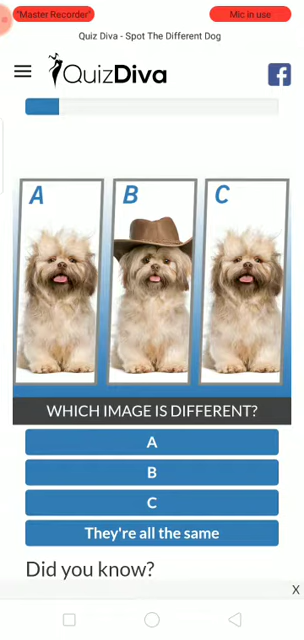 "Master Recorder"
Mic in use
Quiz Diva - Spot The Different Dog
QuizDiva
f
A B C
WHICH IMAGE IS DIFFERENT?
A
B
C
They're all the same
Did you know?
X